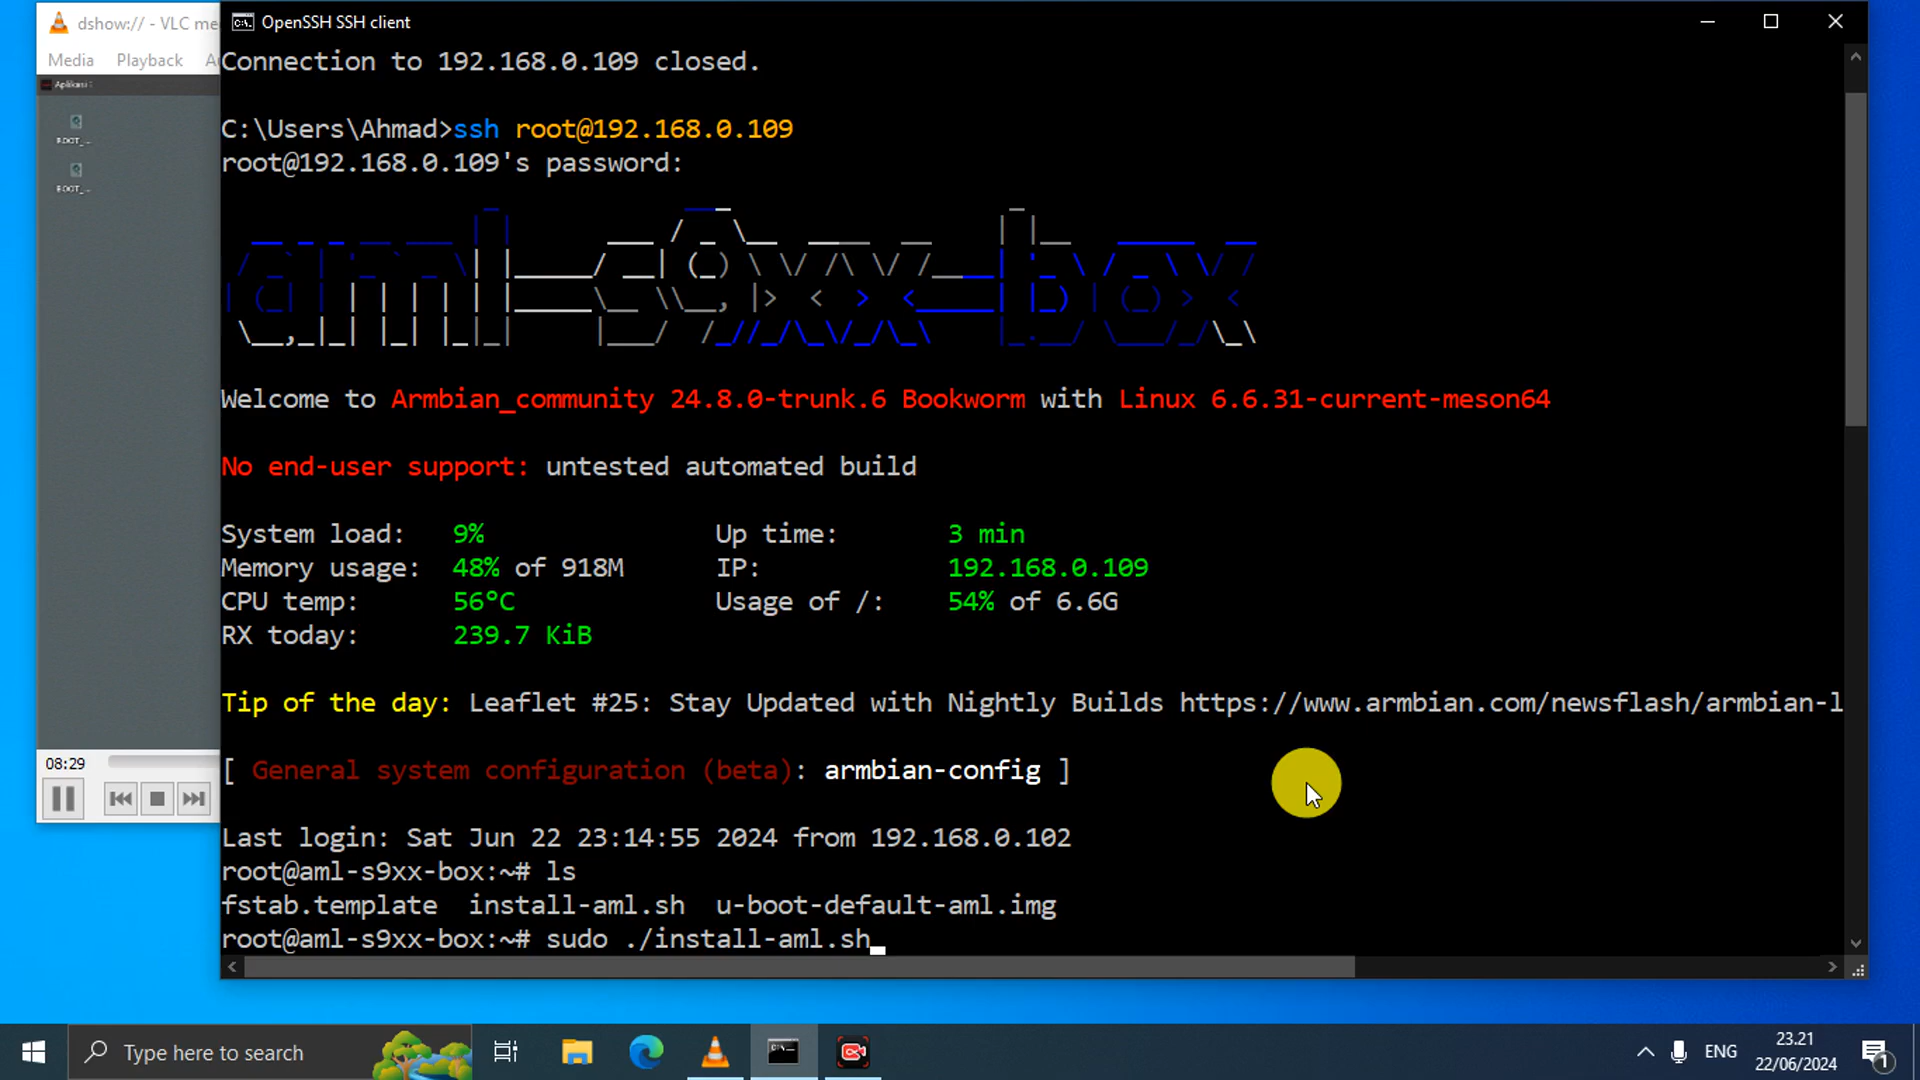 dshow:// - VLC me
OpenSSH SSH client
Media Playback A
Aplikasi
BOOT_...
BOOT_...
Connection to 192.168.0.109 closed.
C:\Users\Ahmad>ssh root@192.168.0.109
root@192.168.0.109's password:
aml-s9xx-box
Welcome to Armbian_community 24.8.0-trunk.6 Bookworm with Linux 6.6.31-current-meson64
No end-user support: untested automated build
System load: 9% Up time: 3 min
Memory usage: 48% of 918M IP: 192.168.0.109
CPU temp: 56°C Usage of /: 54% of 6.6G
RX today: 239.7 KiB
Tip of the day: Leaflet #25: Stay Updated with Nightly Builds https://www.armbian.com/newsflash/armbian-l
[ General system configuration (beta): armbian-config ]
Last login: Sat Jun 22 23:14:55 2024 from 192.168.0.102
root@aml-s9xx-box:~# ls
fstab.template install-aml.sh u-boot-default-aml.img
root@aml-s9xx-box:~# sudo ./install-aml.sh
08:29
Type here to search
ENG
23.21
22/06/2024
1